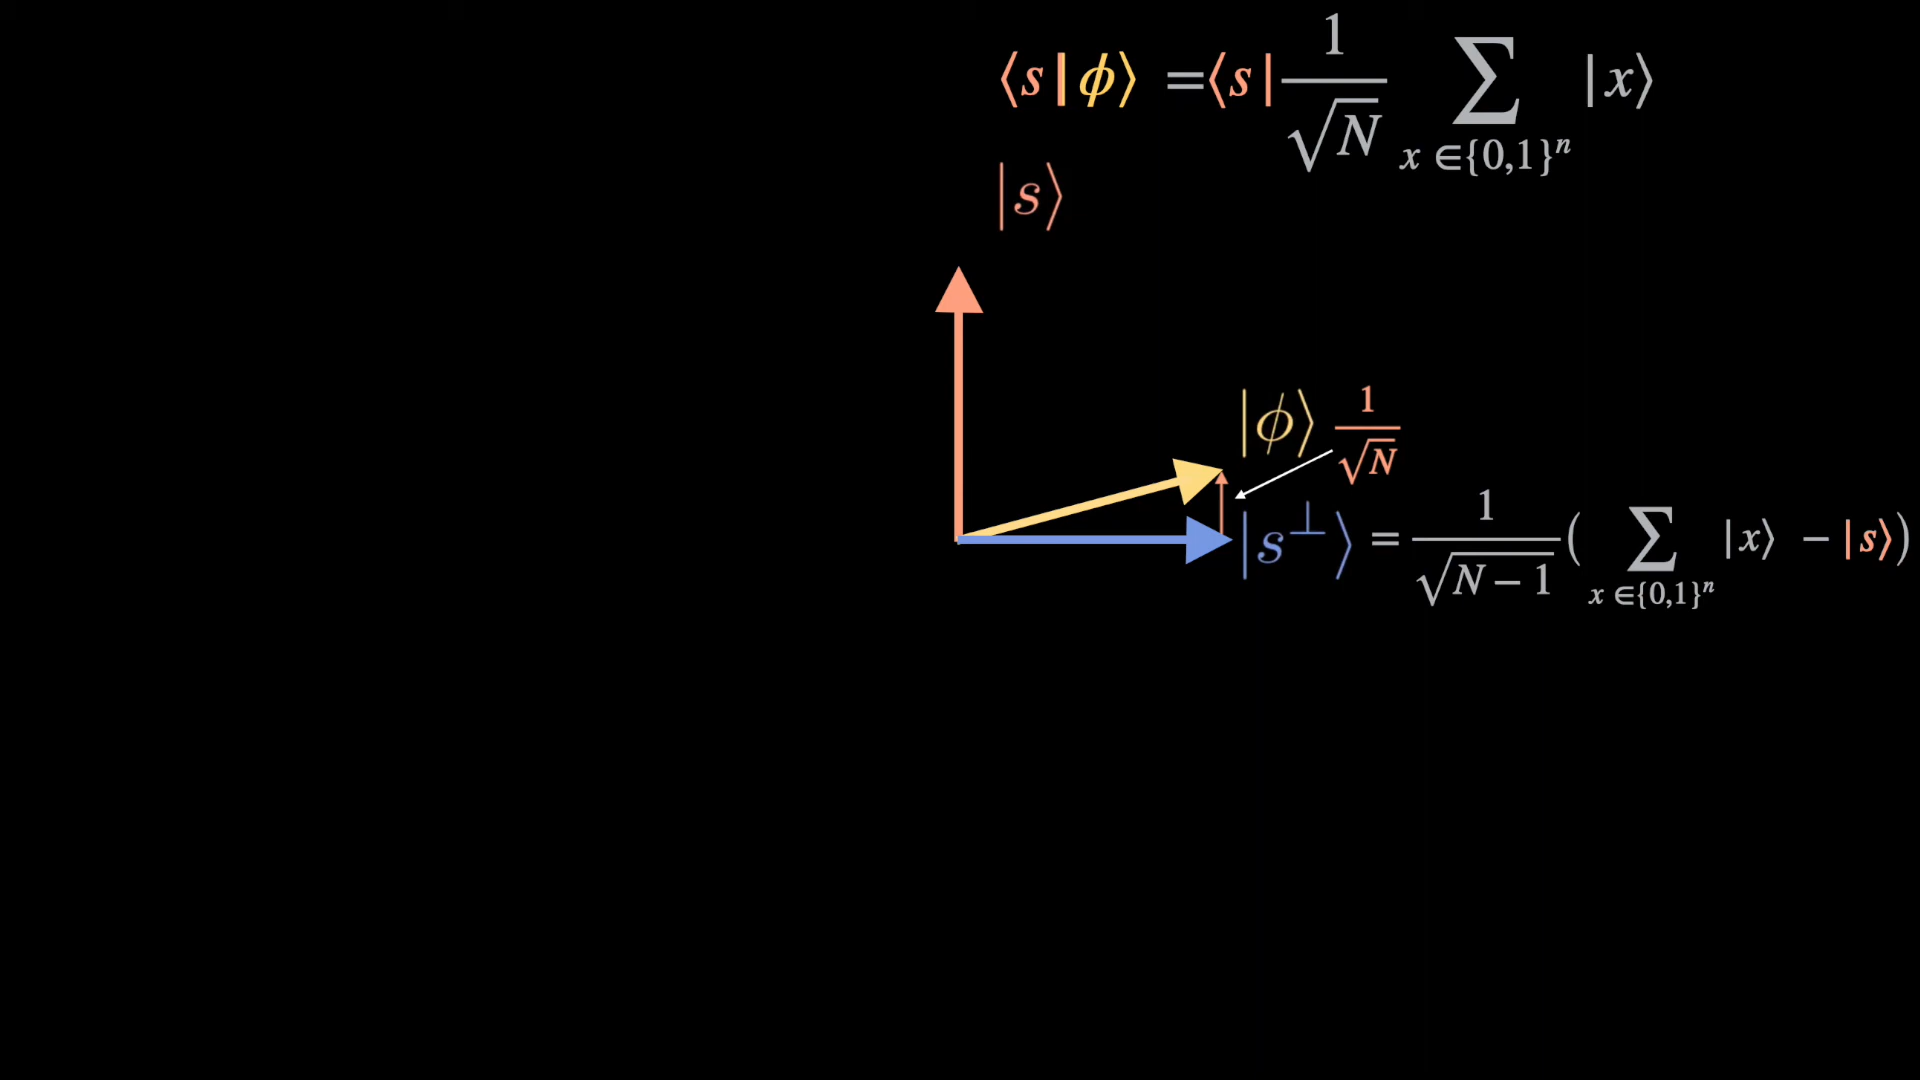 ⟨s|ϕ⟩ = ⟨s| 1/√N ∑_{x ∈{0,1}^n} |x⟩
|s⟩
|ϕ⟩ 1/√N
|s^⊥⟩ = 1/√(N − 1) ( ∑_{x ∈{0,1}^n} |x⟩ − |s⟩ )